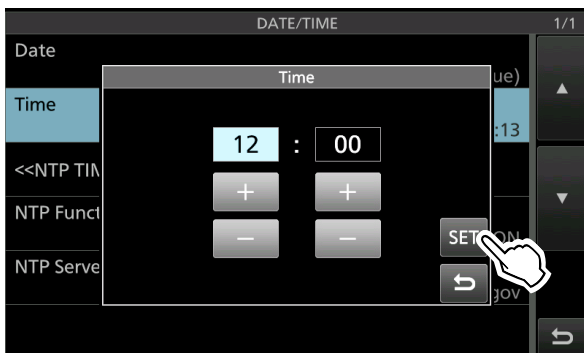 DATE/TIME 1/1
Date
ue)
Time
Time
:13
12 : 00
<<NTP TIM
+ +
NTP Funct
− −
SET
ON
NTP Serve
gov